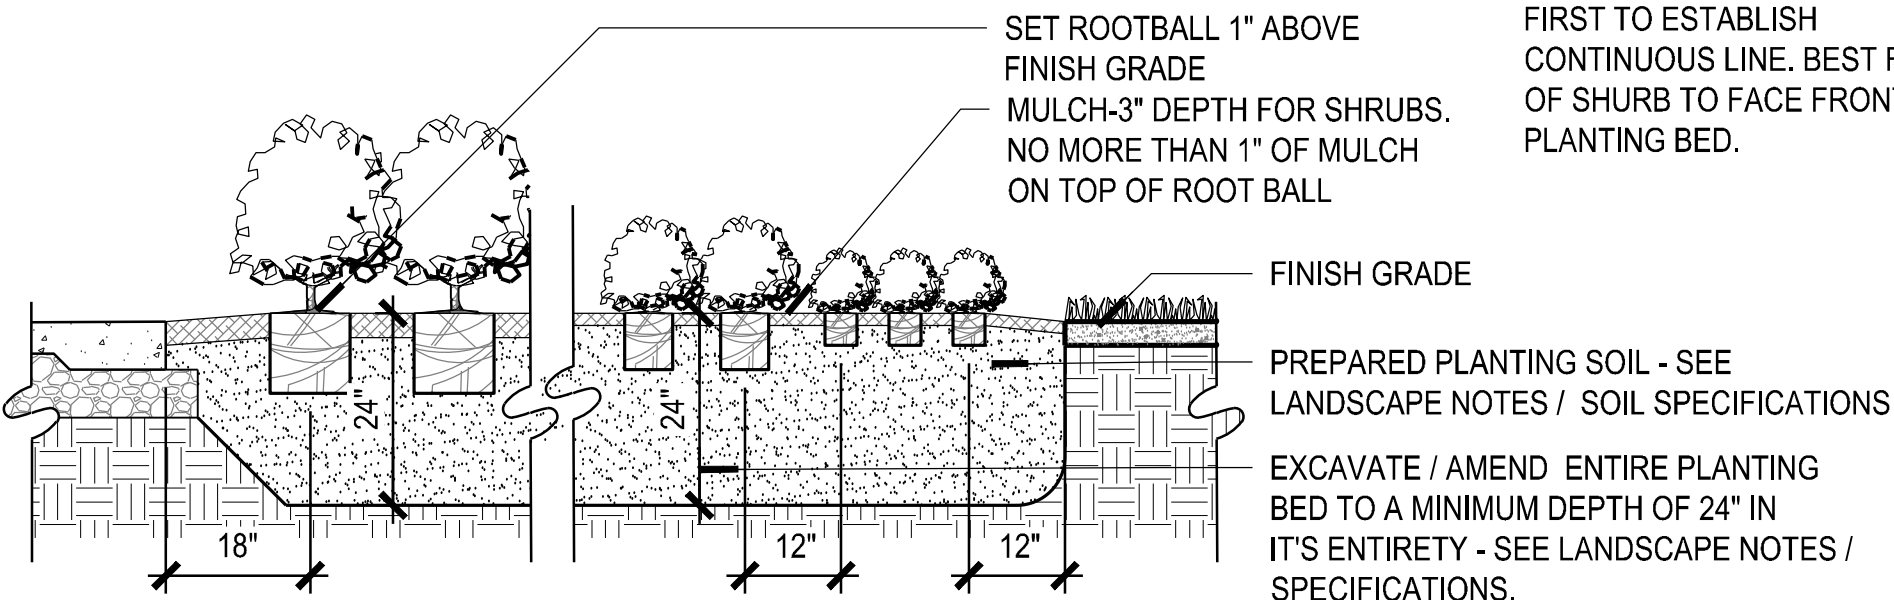 SET ROOTBALL 1" ABOVE
FINISH GRADE
MULCH-3" DEPTH FOR SHRUBS.
NO MORE THAN 1" OF MULCH
ON TOP OF ROOT BALL
FIRST TO ESTABLISH
CONTINUOUS LINE. BEST
OF SHURB TO FACE FRONT
PLANTING BED.
FINISH GRADE
PREPARED PLANTING SOIL - SEE
LANDSCAPE NOTES / SOIL SPECIFICATIONS
EXCAVATE / AMEND ENTIRE PLANTING
BED TO A MINIMUM DEPTH OF 24" IN
IT'S ENTIRETY - SEE LANDSCAPE NOTES /
SPECIFICATIONS.
24"
24"
18"
12"
12"